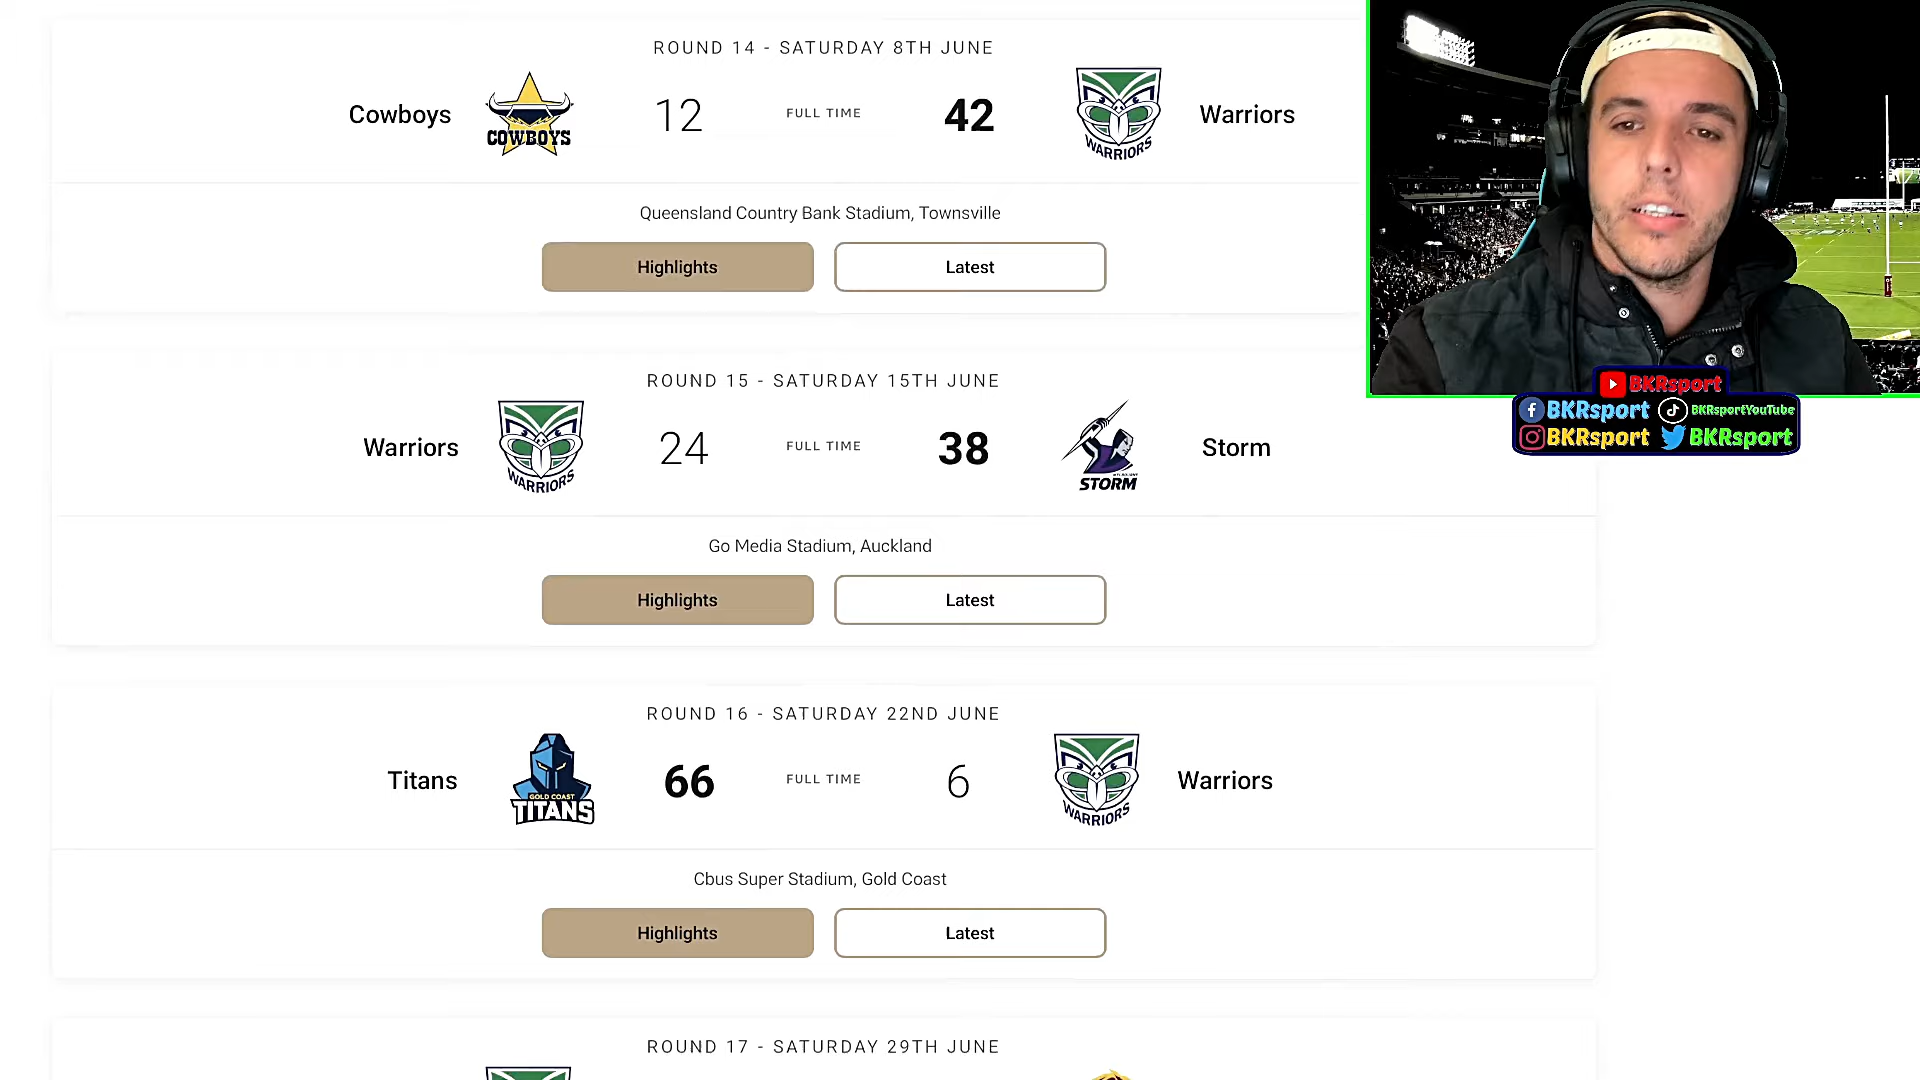 ROUND 14 - SATURDAY 8TH JUNE
Cowboys
COWBOYS
12
FULL TIME
42
WARRIORS
Warriors
Queensland Country Bank Stadium, Townsville
Highlights
Latest
BKRsport
BKRsport
BKRsportYouTube
BKRsport
BKRsport
ROUND 15 - SATURDAY 15TH JUNE
Warriors
WARRIORS
24
FULL TIME
38
STORM
Storm
Go Media Stadium, Auckland
Highlights
Latest
ROUND 16 - SATURDAY 22ND JUNE
Titans
GOLD COAST
TITANS
66
FULL TIME
6
WARRIORS
Warriors
Cbus Super Stadium, Gold Coast
Highlights
Latest
ROUND 17 - SATURDAY 29TH JUNE